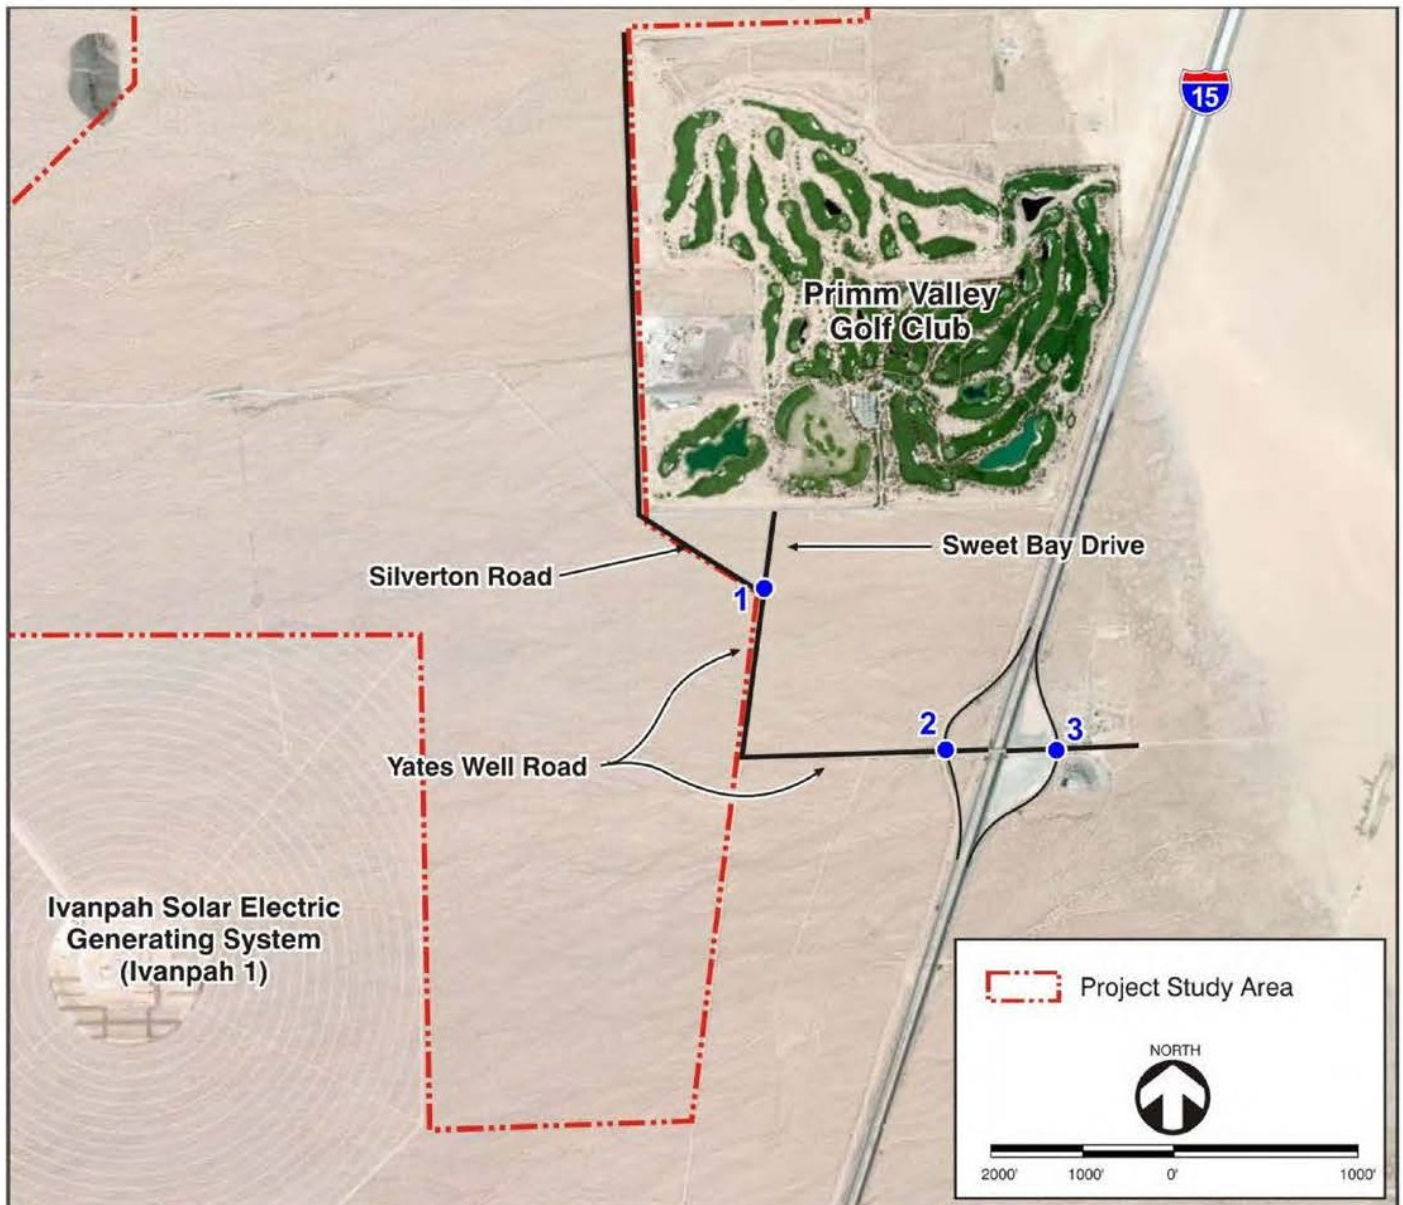 15
Primm Valley
Golf Club
Sweet Bay Drive
Silverton Road
1
2
3
Yates Well Road
Ivanpah Solar Electric
Generating System
(Ivanpah 1)
Project Study Area
NORTH
2000' 1000' 0' 1000'